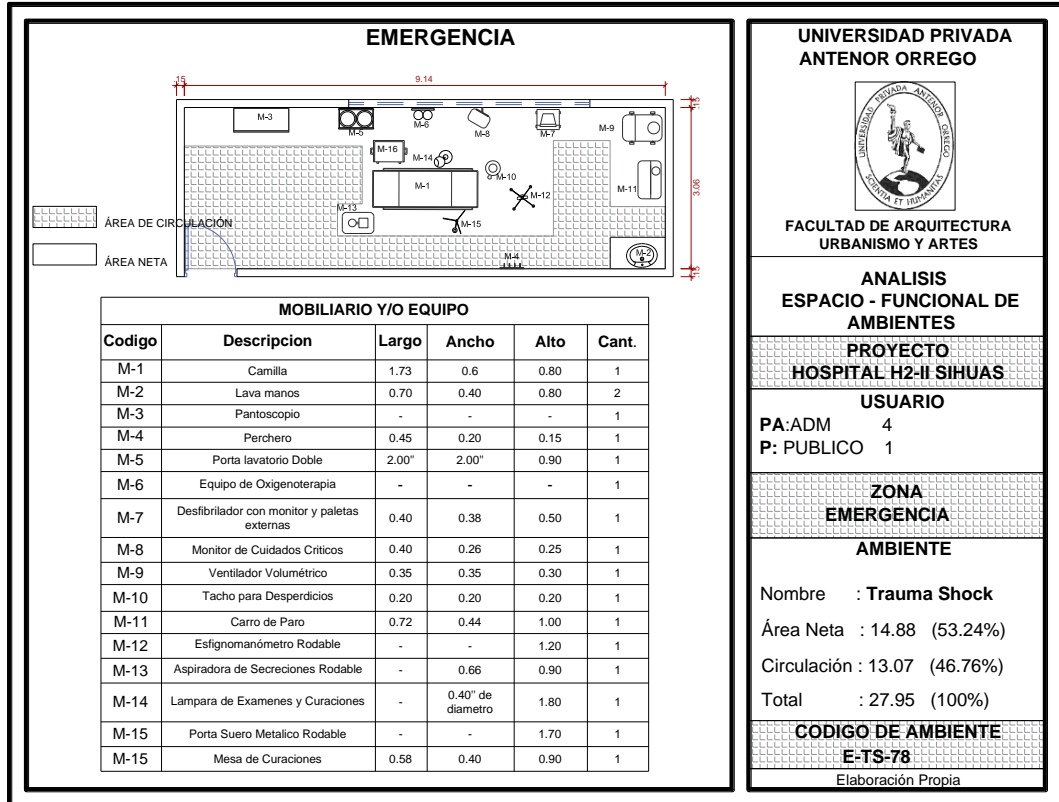 EMERGENCIA
.15
9.14
.15
M-3
M-5
M-6
M-8
M-7
M-9
M-16
M-14
M-10
M-1
M-12
M-11
3.06
M-13
M-15
M-4
M-2
.15
ÁREA DE CIRCULACIÓN
ÁREA NETA
MOBILIARIO Y/O EQUIPO
Codigo Descripcion Largo Ancho Alto Cant.
M-1 Camilla 1.73 0.6 0.80 1
M-2 Lava manos 0.70 0.40 0.80 2
M-3 Pantoscopio - - - 1
M-4 Perchero 0.45 0.20 0.15 1
M-5 Porta lavatorio Doble 2.00" 2.00" 0.90 1
M-6 Equipo de Oxigenoterapia - - - 1
M-7 Desfibrilador con monitor y paletas
externas 0.40 0.38 0.50 1
M-8 Monitor de Cuidados Criticos 0.40 0.26 0.25 1
M-9 Ventilador Volumétrico 0.35 0.35 0.30 1
M-10 Tacho para Desperdicios 0.20 0.20 0.20 1
M-11 Carro de Paro 0.72 0.44 1.00 1
M-12 Esfignomanómetro Rodable - - 1.20 1
M-13 Aspiradora de Secreciones Rodable - 0.66 0.90 1
M-14 Lampara de Examenes y Curaciones - 0.40" de
diametro 1.80 1
M-15 Porta Suero Metalico Rodable - - 1.70 1
M-15 Mesa de Curaciones 0.58 0.40 0.90 1
UNIVERSIDAD PRIVADA
ANTENOR ORREGO
UNIVERSIDAD PRIVADA ANTENOR ORREGO
SCIENTIA ET HUMANITAS
FACULTAD DE ARQUITECTURA
URBANISMO Y ARTES
ANALISIS
ESPACIO - FUNCIONAL DE
AMBIENTES
PROYECTO
HOSPITAL H2-II SIHUAS
USUARIO
PA:ADM 4
P: PUBLICO 1
ZONA
EMERGENCIA
AMBIENTE
Nombre : Trauma Shock
Área Neta : 14.88 (53.24%)
Circulación : 13.07 (46.76%)
Total : 27.95 (100%)
CODIGO DE AMBIENTE
E-TS-78
Elaboración Propia